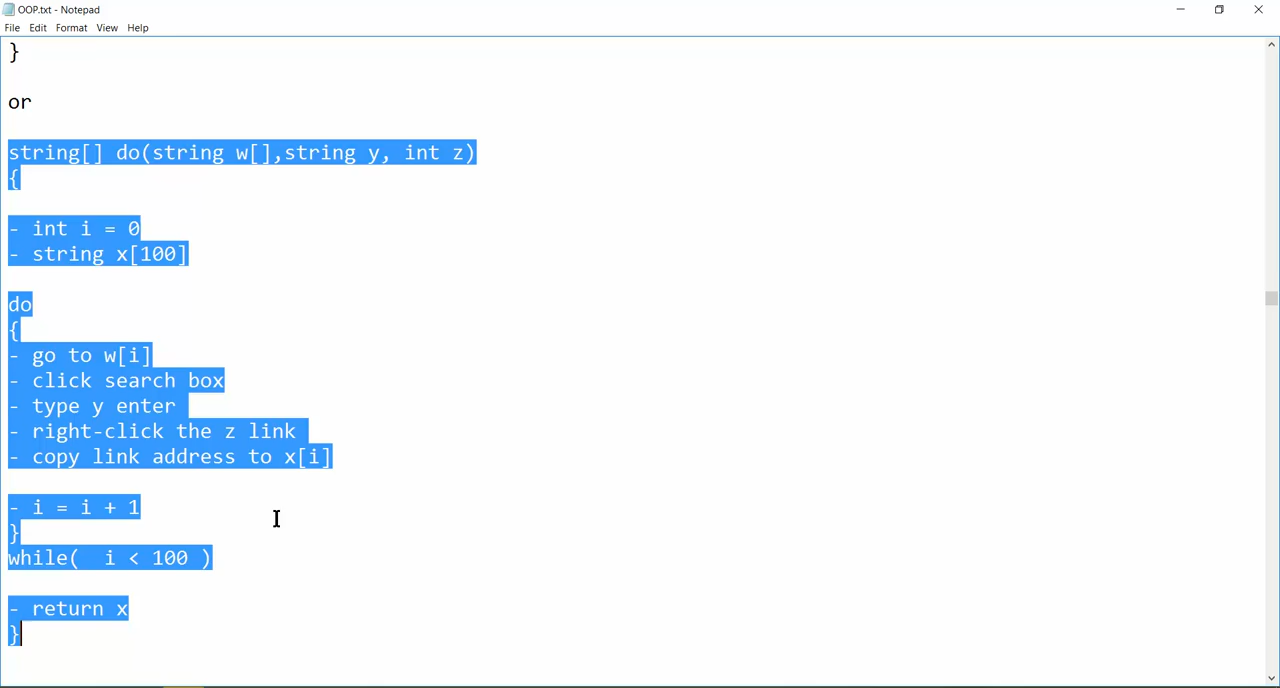 OOP.txt - Notepad
File Edit Format View Help
}
or
string[] do(string w[],string y, int z)
{
- int i = 0
- string x[100]
do
{
- go to w[i]
- click search box
- type y enter
- right-click the z link
- copy link address to x[i]
- i = i + 1
}
while(  i < 100 )
- return x
}